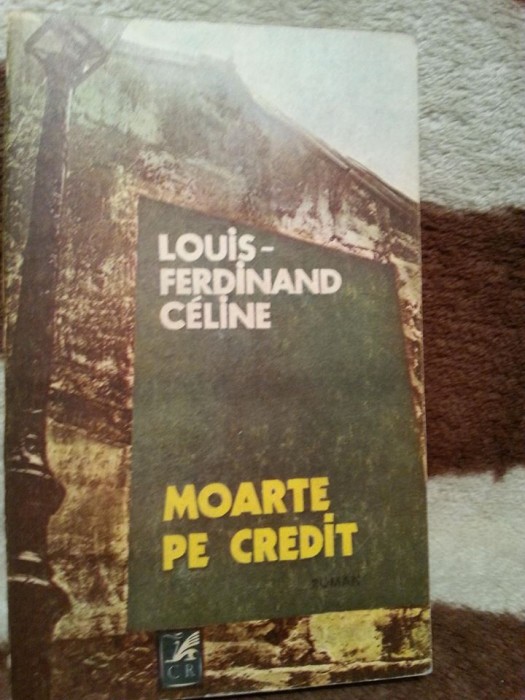 LOUIS-
FERDINAND
CÉLINE
MOARTE
PE CREDIT
ROMAN
CR